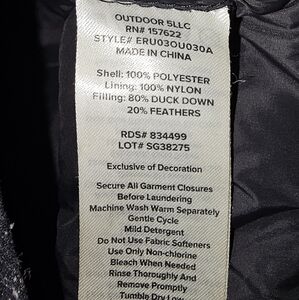 OUTDOOR 5LLC
RN# 157622
STYLE# ERU03OU030A
MADE IN CHINA
Shell: 100% POLYESTER
Lining: 100% NYLON
Filling: 80% DUCK DOWN
20% FEATHERS
RDS# 834499
LOT# SG38275
Exclusive of Decoration
Secure All Garment Closures
Before Laundering
Machine Wash Warm Separately
Gentle Cycle
Mild Detergent
Do Not Use Fabric Softeners
Use Only Non-chlorine
Bleach When Needed
Rinse Thoroughly And
Remove Promptly
Tumble Dry Low